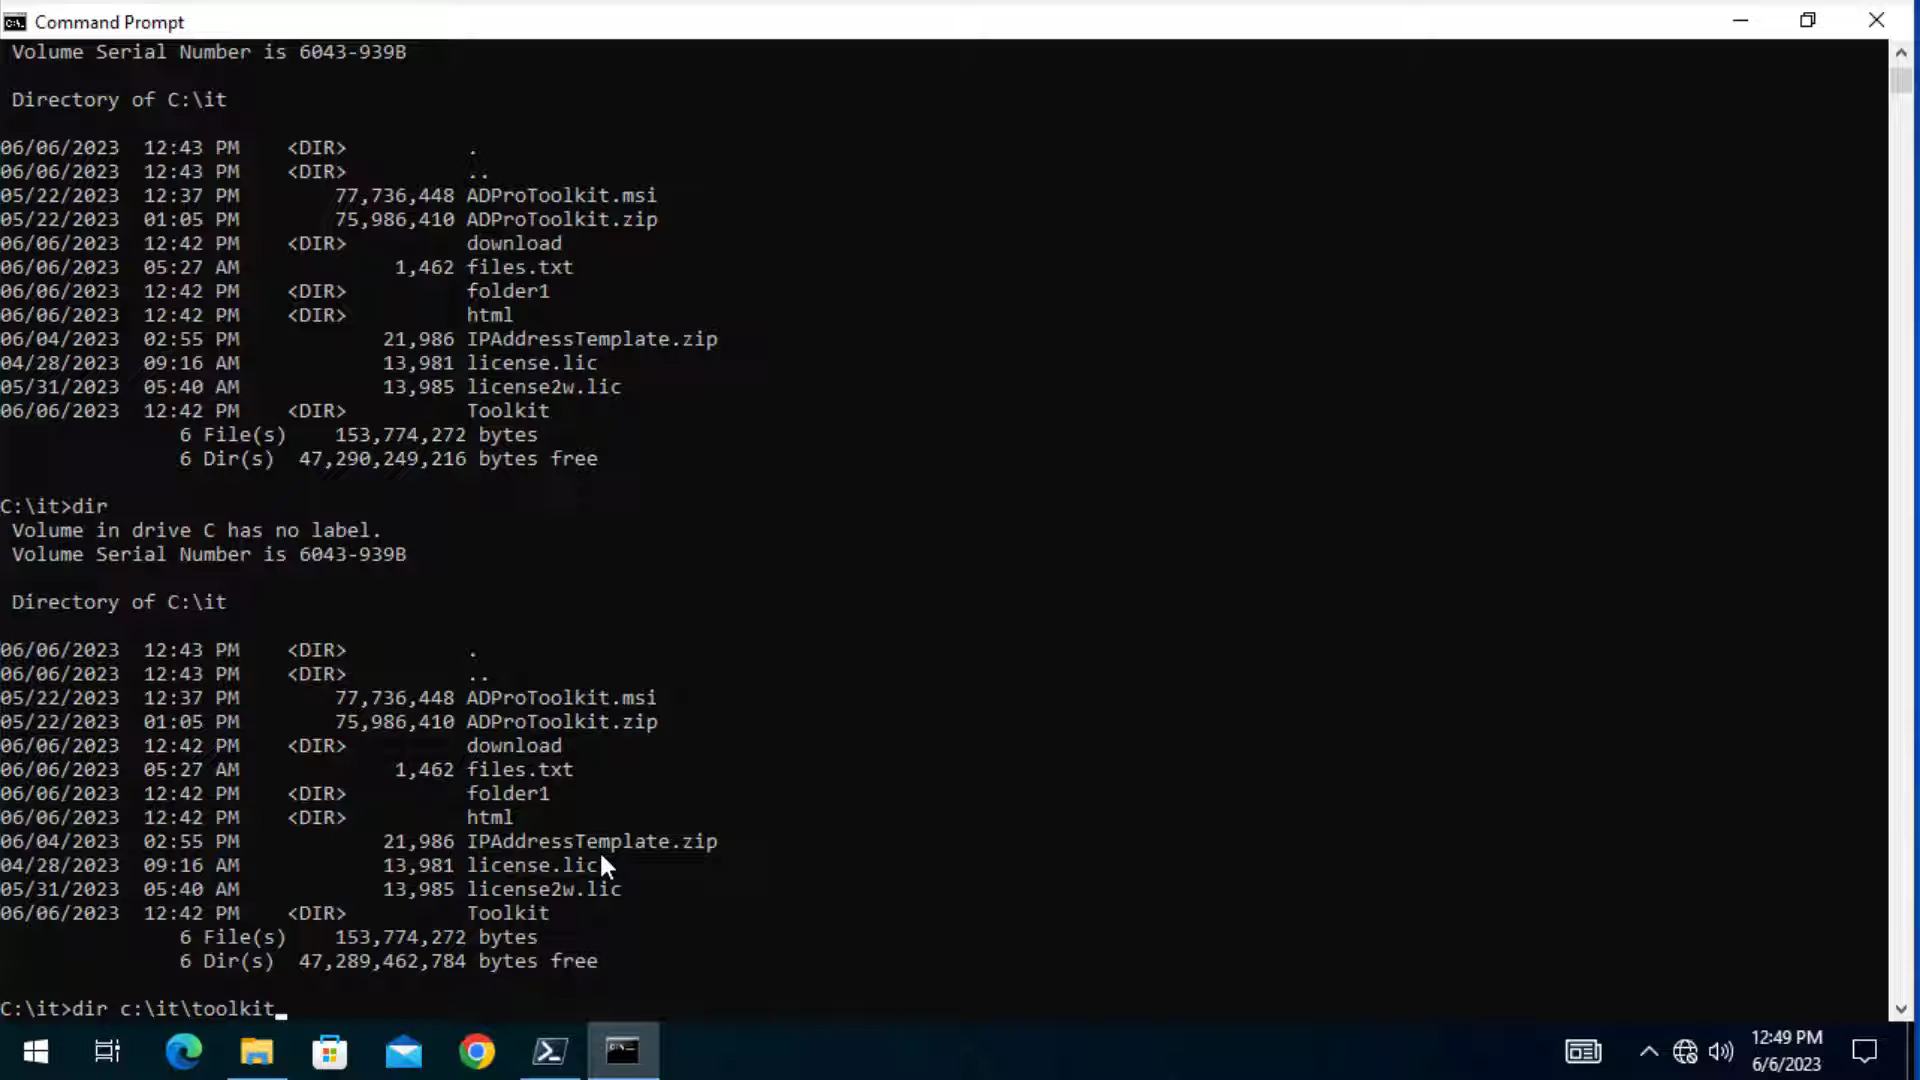 Command Prompt
 Volume Serial Number is 6043-939B
 Directory of C:\it
06/06/2023  12:43 PM    <DIR>          .
06/06/2023  12:43 PM    <DIR>          ..
05/22/2023  12:37 PM        77,736,448 ADProToolkit.msi
05/22/2023  01:05 PM        75,986,410 ADProToolkit.zip
06/06/2023  12:42 PM    <DIR>          download
06/06/2023  05:27 AM             1,462 files.txt
06/06/2023  12:42 PM    <DIR>          folder1
06/06/2023  12:42 PM    <DIR>          html
06/04/2023  02:55 PM            21,986 IPAddressTemplate.zip
04/28/2023  09:16 AM            13,981 license.lic
05/31/2023  05:40 AM            13,985 license2w.lic
06/06/2023  12:42 PM    <DIR>          Toolkit
               6 File(s)    153,774,272 bytes
               6 Dir(s)  47,290,249,216 bytes free
C:\it>dir
 Volume in drive C has no label.
 Volume Serial Number is 6043-939B
 Directory of C:\it
06/06/2023  12:43 PM    <DIR>          .
06/06/2023  12:43 PM    <DIR>          ..
05/22/2023  12:37 PM        77,736,448 ADProToolkit.msi
05/22/2023  01:05 PM        75,986,410 ADProToolkit.zip
06/06/2023  12:42 PM    <DIR>          download
06/06/2023  05:27 AM             1,462 files.txt
06/06/2023  12:42 PM    <DIR>          folder1
06/06/2023  12:42 PM    <DIR>          html
06/04/2023  02:55 PM            21,986 IPAddressTemplate.zip
04/28/2023  09:16 AM            13,981 license.lic
05/31/2023  05:40 AM            13,985 license2w.lic
06/06/2023  12:42 PM    <DIR>          Toolkit
               6 File(s)    153,774,272 bytes
               6 Dir(s)  47,289,462,784 bytes free
C:\it>dir c:\it\toolkit_
12:49 PM
6/6/2023